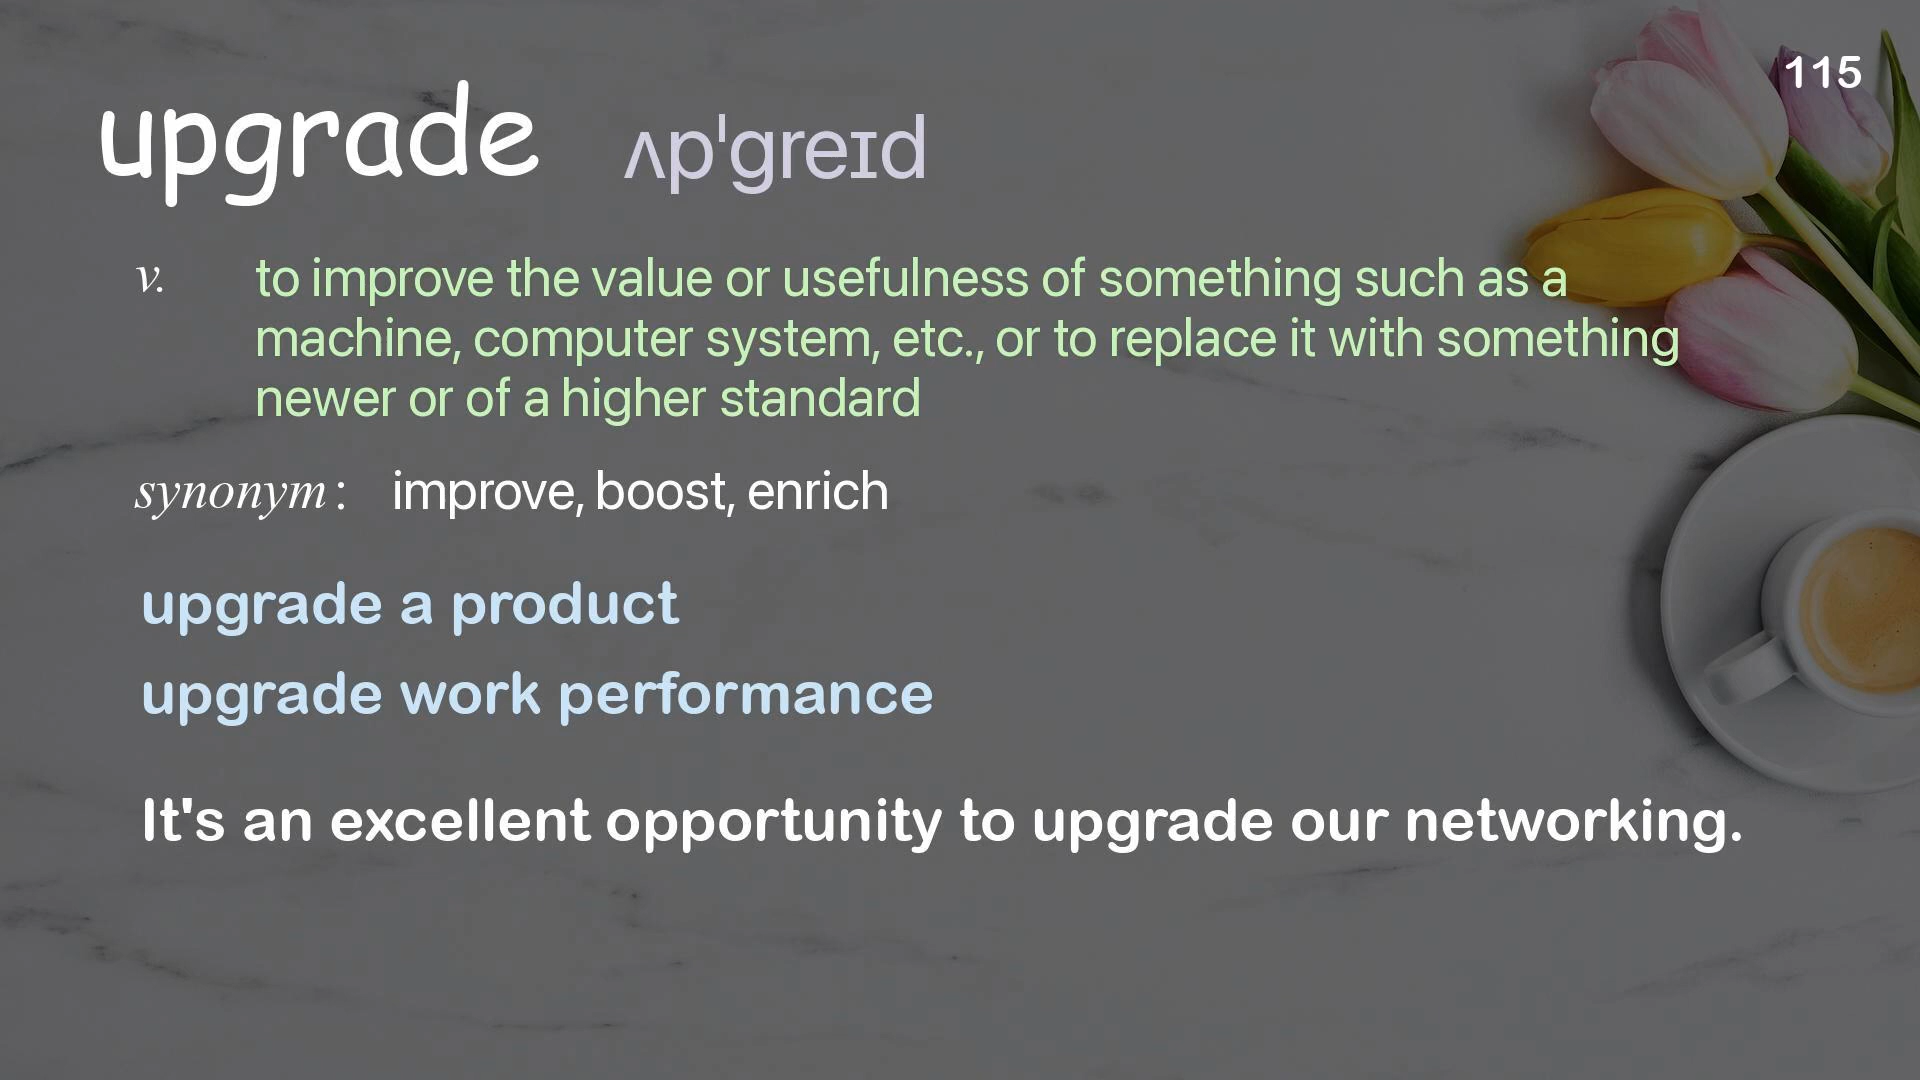 115
upgrade ʌpˈɡreɪd
v. to improve the value or usefulness of something such as a
machine, computer system, etc., or to replace it with something
newer or of a higher standard
synonym : improve, boost, enrich
upgrade a product
upgrade work performance
It's an excellent opportunity to upgrade our networking.